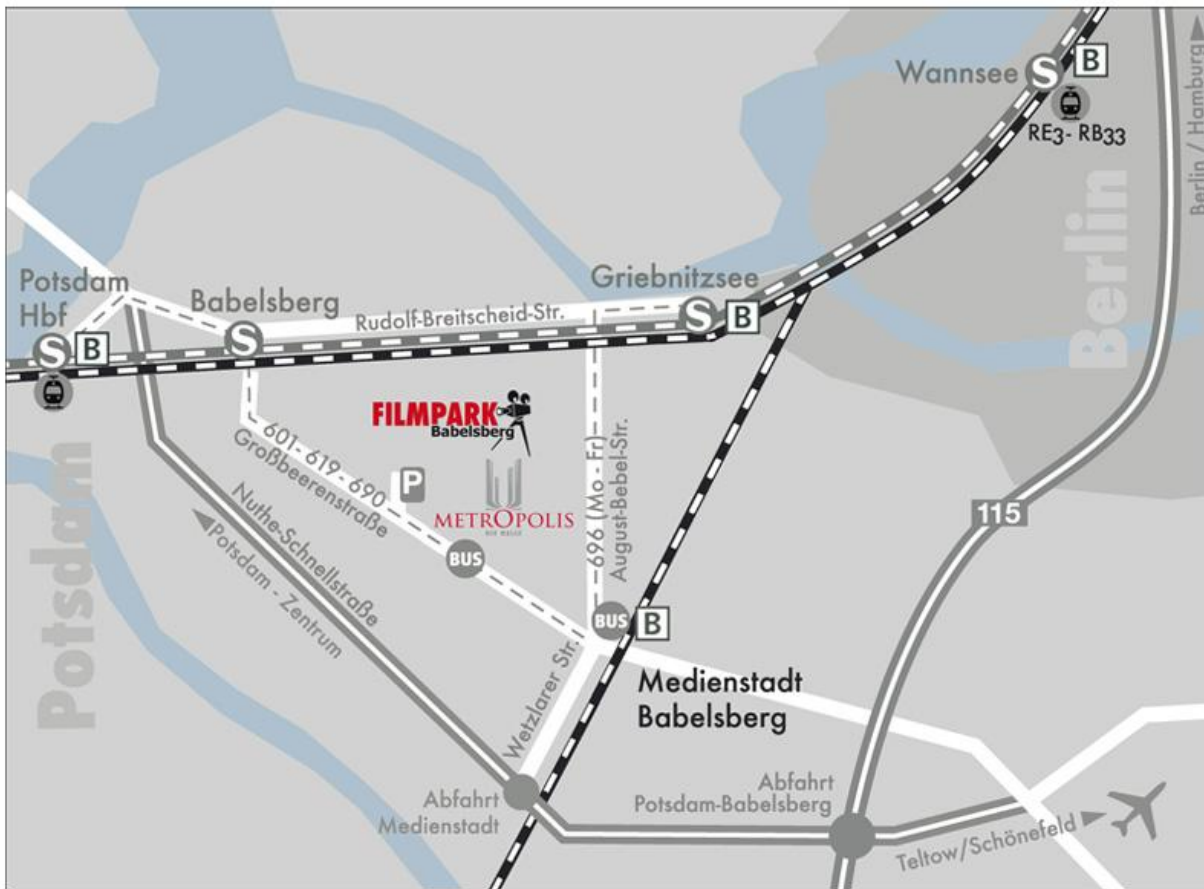 Wannsee
S
B
RE3- RB33
Berlin / Hamburg
Berlin
Potsdam
Hbf
S
B
Babelsberg
S
Rudolf-Breitscheid-Str.
Griebnitzsee
S
B
FILMPARK
Babelsberg
601- 619- 690
Großbeerenstraße
P
METROPOLIS
696 (Mo - Fr)
August-Bebel-Str.
115
Potsdam
Nuthe-Schnellstraße
Potsdam - Zentrum
BUS
BUS
B
Wetzlarer Str.
Medienstadt
Babelsberg
Abfahrt
Medienstadt
Abfahrt
Potsdam-Babelsberg
Teltow/Schönefeld